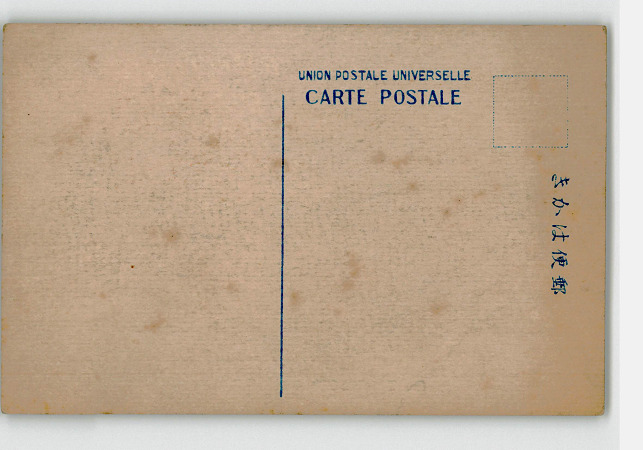 UNION POSTALE UNIVERSELLE
CARTE POSTALE
きかは便郵